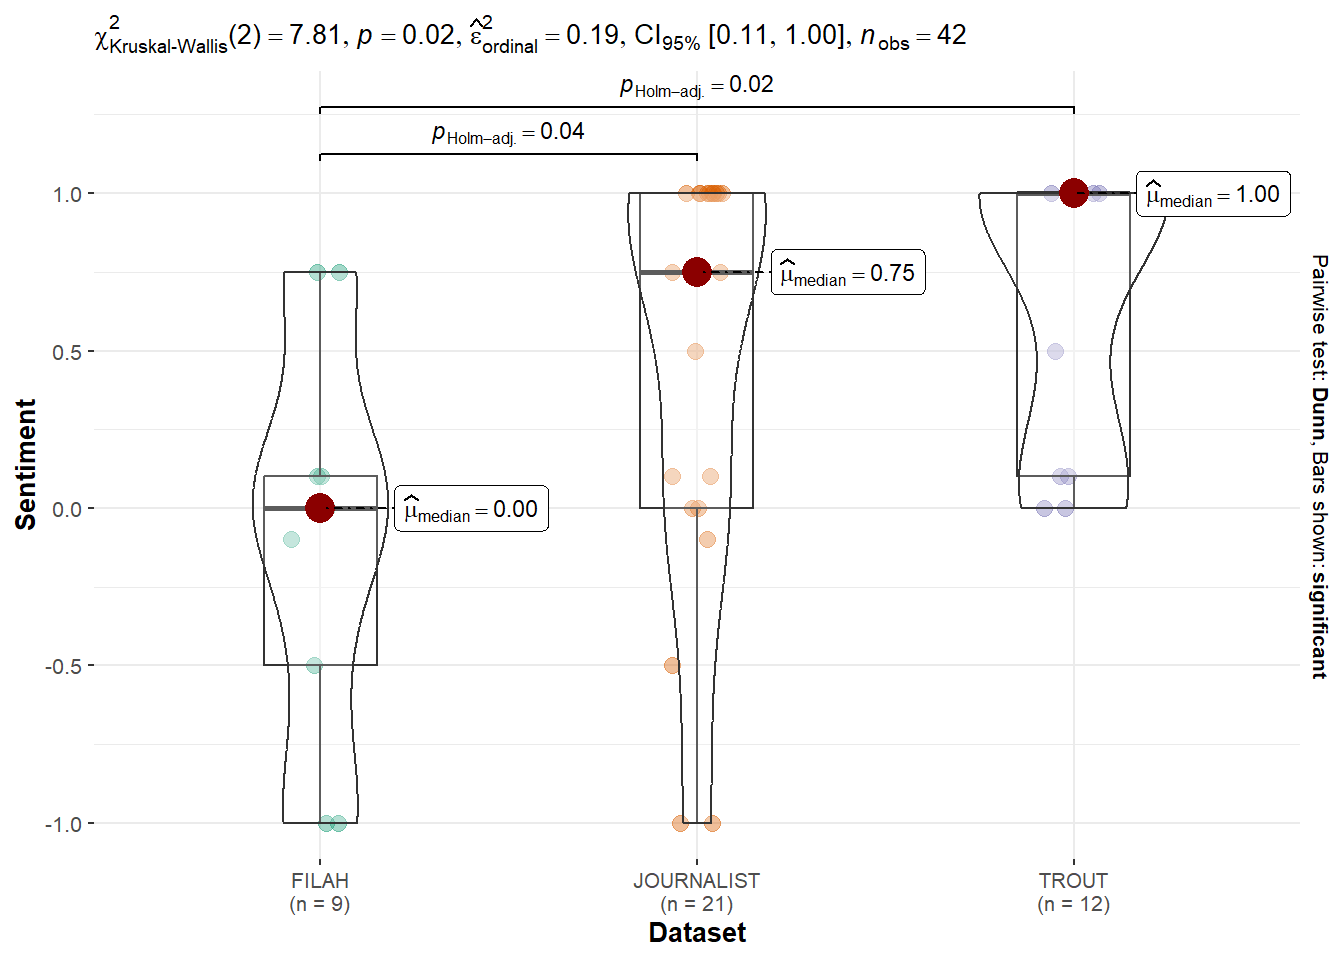 χ²Kruskal-Wallis(2) = 7.81, p = 0.02, ε̂²ordinal = 0.19, CI95% [0.11, 1.00], nobs = 42
pHolm−adj. = 0.02
pHolm−adj. = 0.04
1.0
μ̂median = 1.00
μ̂median = 0.75
0.5
0.0
μ̂median = 0.00
-0.5
-1.0
Sentiment
Pairwise test: Dunn, Bars shown: significant
FILAH
(n = 9)
JOURNALIST
(n = 21)
TROUT
(n = 12)
Dataset